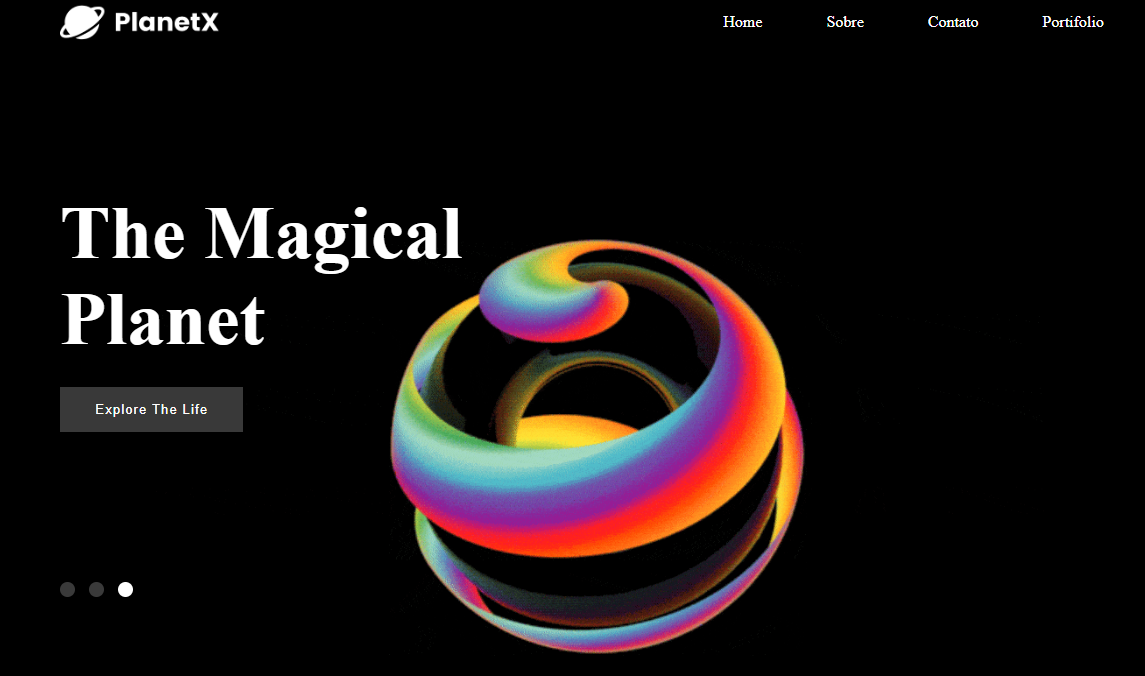 PlanetX
Home Sobre Contato Portifolio
The Magical
Planet
Explore The Life